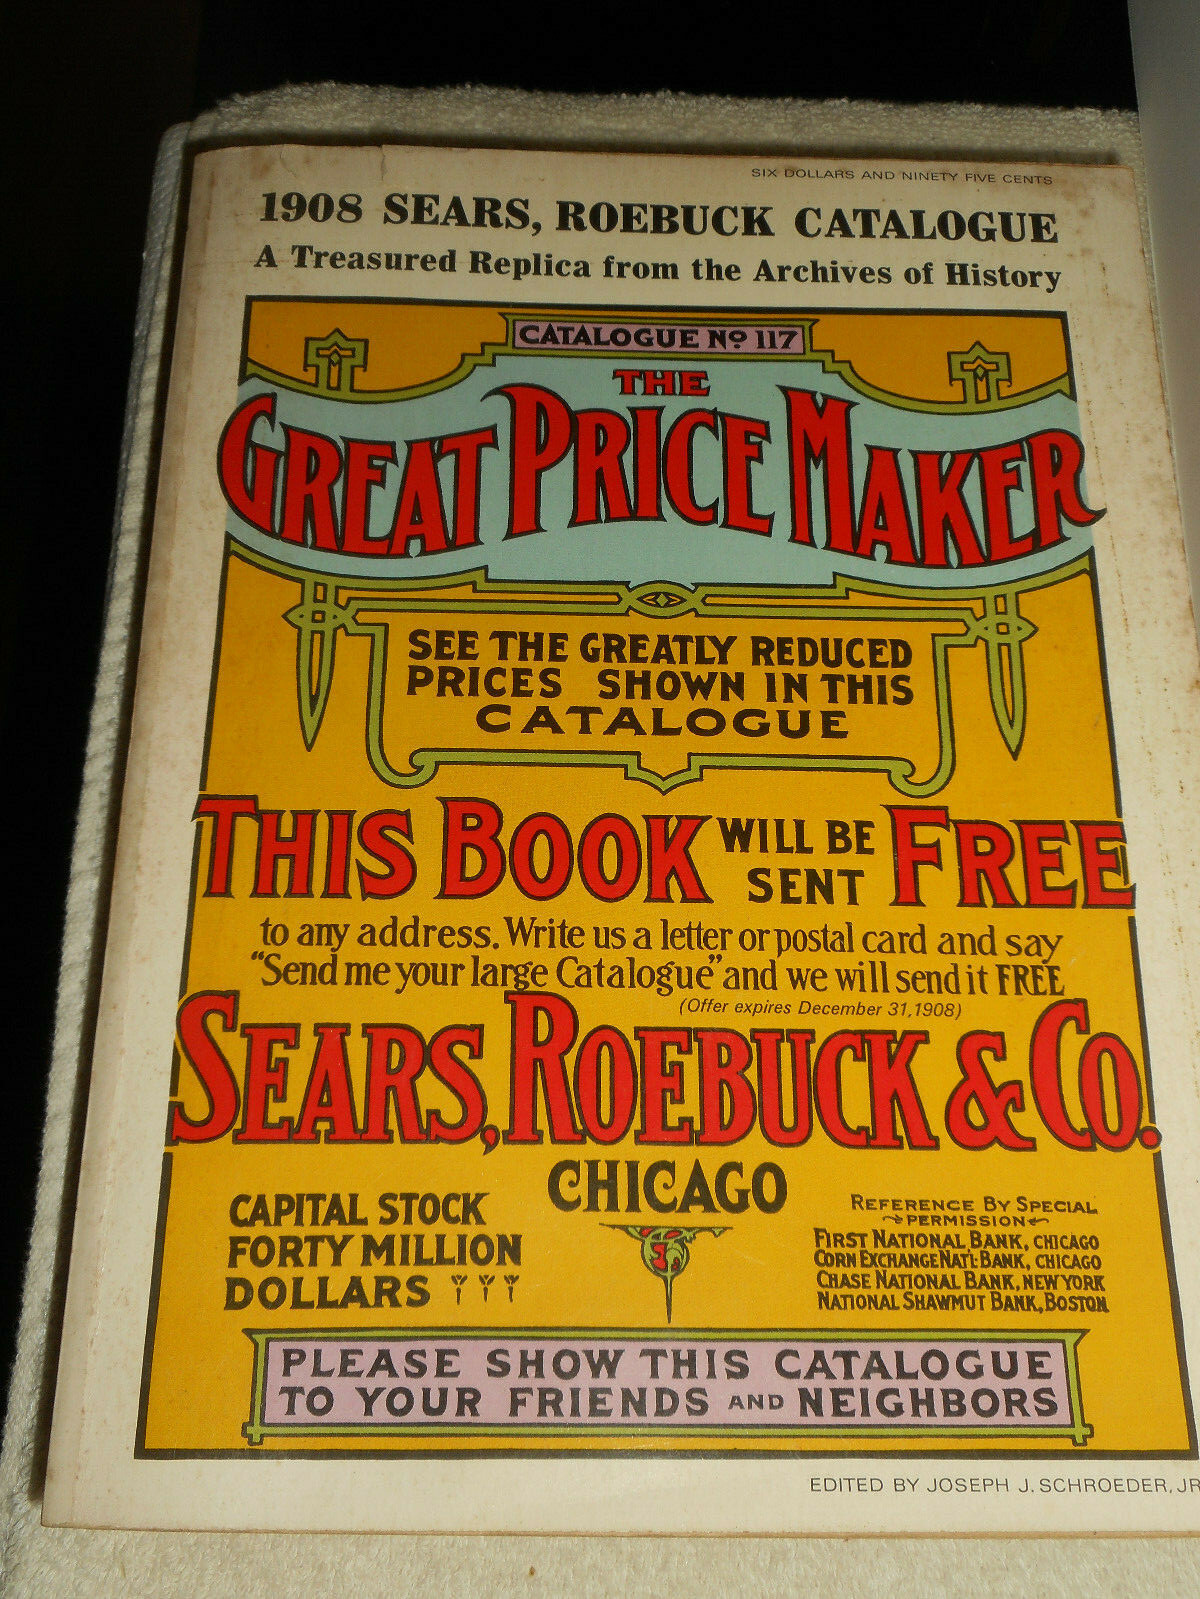 SIX DOLLARS AND NINETY FIVE CENTS
1908 SEARS, ROEBUCK CATALOGUE
A Treasured Replica from the Archives of History
CATALOGUE No 117
THE
GREAT PRICE MAKER
SEE THE GREATLY REDUCED
PRICES SHOWN IN THIS
CATALOGUE
THIS BOOK WILL BE SENT FREE
to any address. Write us a letter or postal card and say
"Send me your large Catalogue" and we will send it FREE
(Offer expires December 31, 1908)
SEARS, ROEBUCK & CO.
CHICAGO
CAPITAL STOCK
FORTY MILLION
DOLLARS
REFERENCE BY SPECIAL
PERMISSION
FIRST NATIONAL BANK, CHICAGO
CORN EXCHANGE NAT'L BANK, CHICAGO
CHASE NATIONAL BANK, NEW YORK
NATIONAL SHAWMUT BANK, BOSTON
PLEASE SHOW THIS CATALOGUE
TO YOUR FRIENDS AND NEIGHBORS
EDITED BY JOSEPH J. SCHROEDER, JR